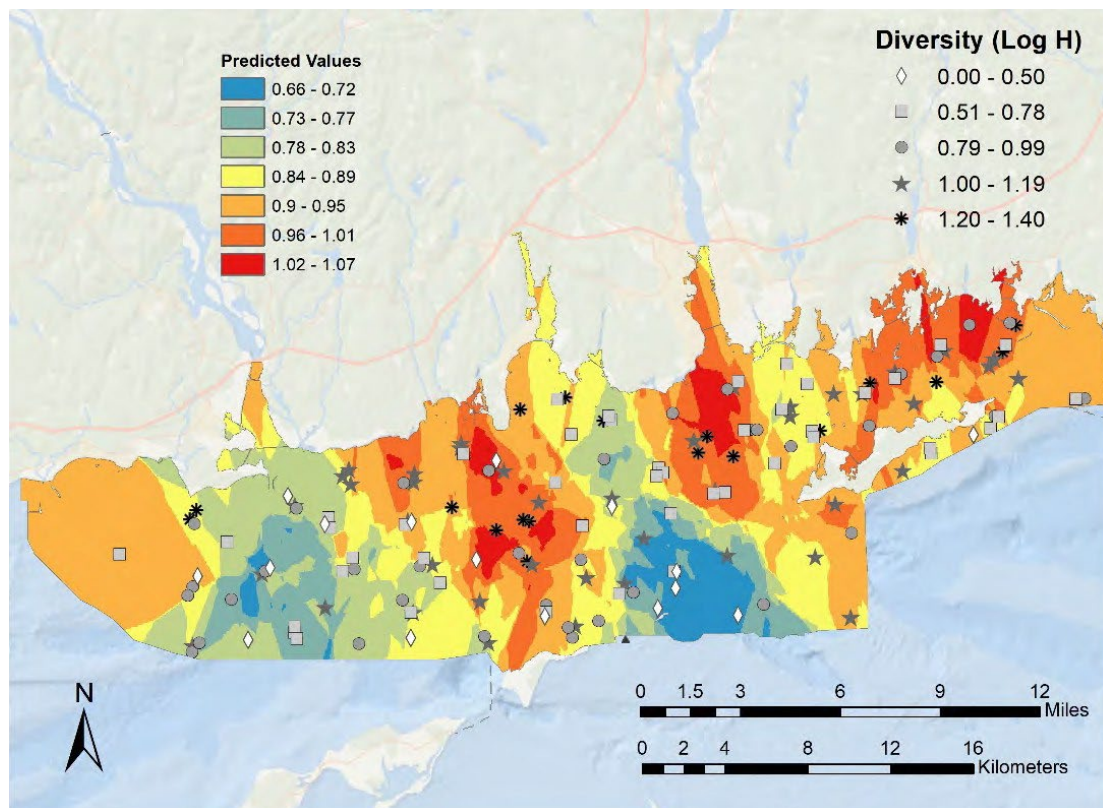 Predicted Values
0.66 - 0.72
0.73 - 0.77
0.78 - 0.83
0.84 - 0.89
0.9 - 0.95
0.96 - 1.01
1.02 - 1.07
Diversity (Log H)
0.00 - 0.50
0.51 - 0.78
0.79 - 0.99
1.00 - 1.19
1.20 - 1.40
N
0 1.5 3 6 9 12
Miles
0 2 4 8 12 16
Kilometers